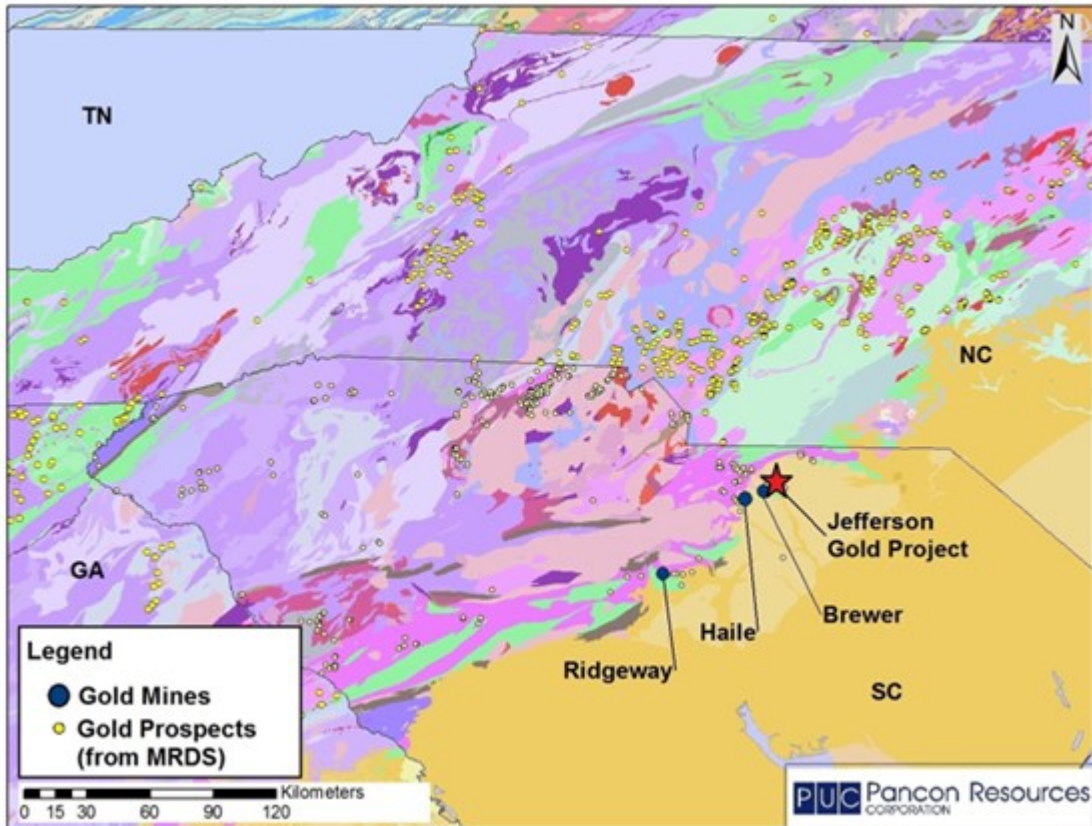 N
TN
NC
Jefferson
Gold Project
GA
Brewer
Haile
Ridgeway
SC
Legend
Gold Mines
Gold Prospects
(from MRDS)
Kilometers
0 15 30 60 90 120
PUC Pancon Resources
CORPORATION